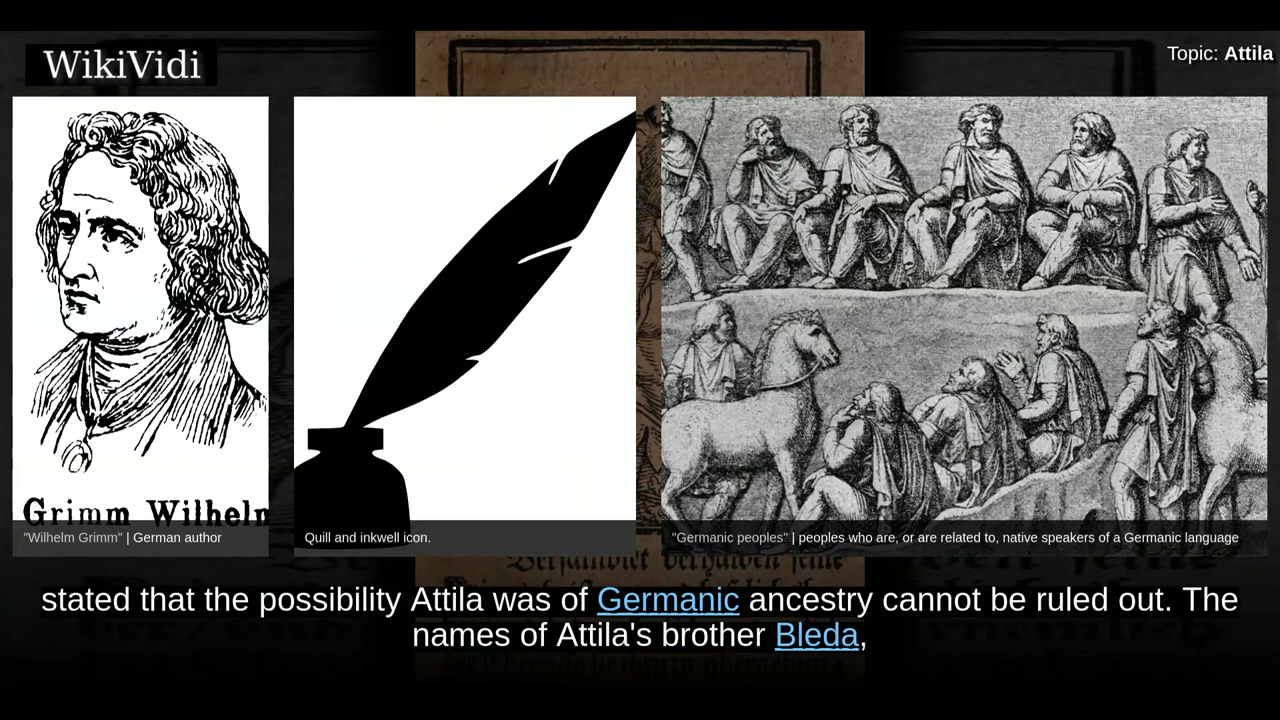 WikiVidi
Topic: Attila
Grimm Wilhelm
"Wilhelm Grimm" | German author
Quill and inkwell icon.
"Germanic peoples" | peoples who are, or are related to, native speakers of a Germanic language
stated that the possibility Attila was of Germanic ancestry cannot be ruled out. The
names of Attila's brother Bleda,